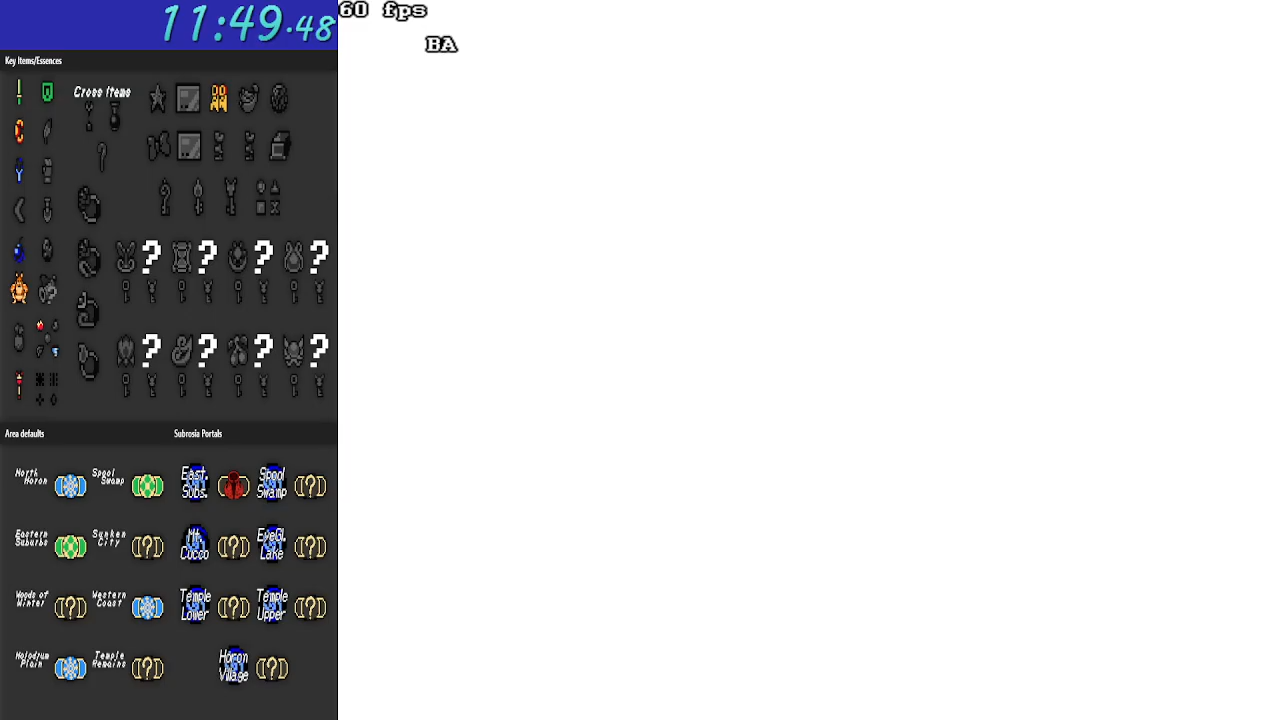 11:49.48
60 fps
BA
Key Items/Essences
Cross Items
? ? ? ?
? ? ? ?
Area defaults
Subrosia Portals
North Horon
Spool Swamp
East. Subs.
Spool Swamp
Eastern Suburbs
Sunken City
Mt. Cucco
EyeGl. Lake
Woods of Winter
Western Coast
Temple Lower
Temple Upper
Holodrum Plain
Temple Remains
Horon Village